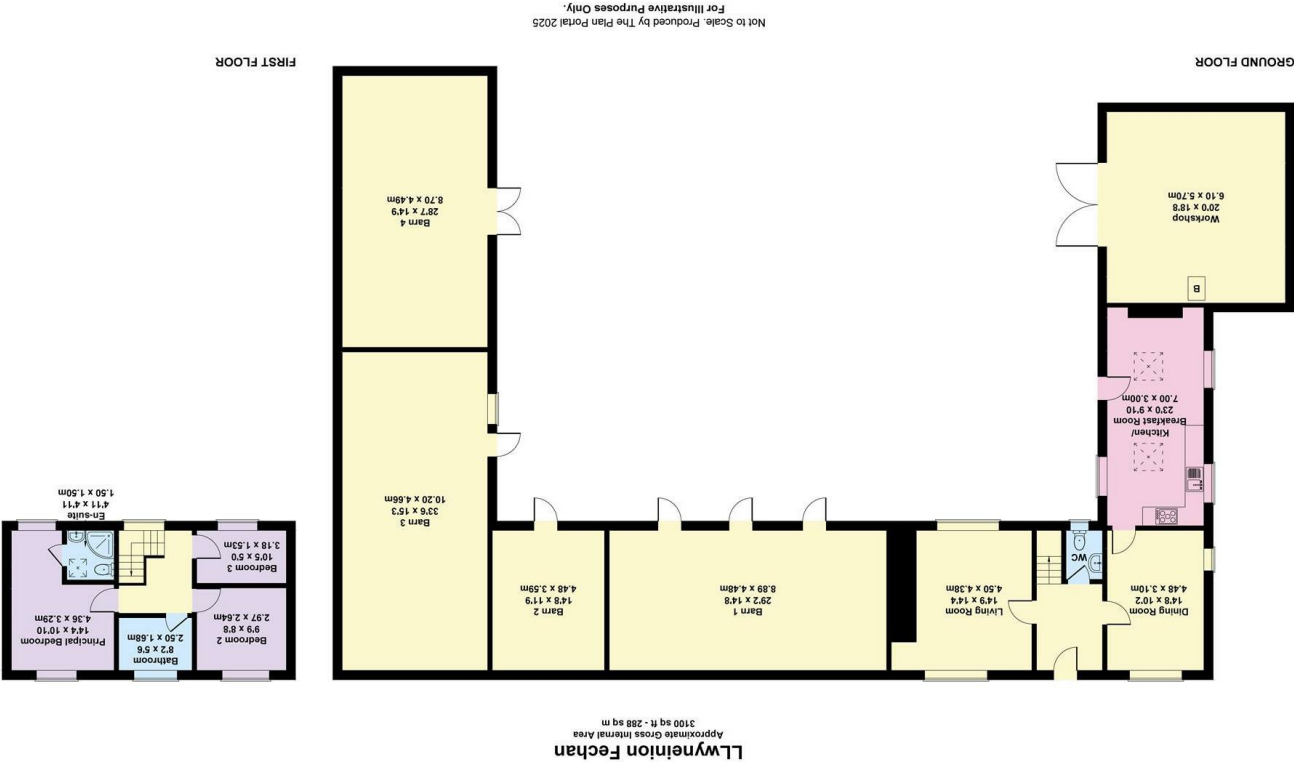 LLwyneinion Fechan
Approximate Gross Internal Area
3100 sq ft - 288 sq m
Dining Room
14'8 x 10'2
4.48 x 3.10m
WC
Living Room
14'9 x 14'4
4.50 x 4.38m
Barn 1
29'2 x 14'8
8.89 x 4.48m
Barn 2
14'8 x 11'9
4.48 x 3.59m
Barn 3
33'6 x 15'3
10.20 x 4.66m
Kitchen/
Breakfast Room
23'0 x 9'10
7.00 x 3.00m
B
Workshop
20'0 x 18'8
6.10 x 5.70m
Barn 4
28'7 x 14'9
8.70 x 4.49m
GROUND FLOOR
Bedroom 2
9'9 x 8'8
2.97 x 2.64m
Bathroom
8'2 x 5'6
2.50 x 1.68m
Principal Bedroom
14'4 x 10'10
4.36 x 3.29m
Bedroom 3
10'5 x 5'0
3.18 x 1.53m
En-suite
4'11 x 4'11
1.50 x 1.50m
FIRST FLOOR
Not to Scale. Produced by The Plan Portal 2025
For Illustrative Purposes Only.